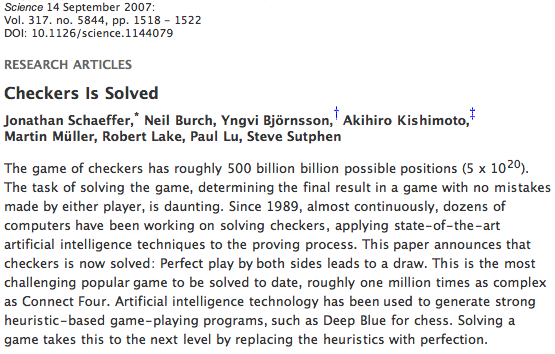 Science 14 September 2007:
Vol. 317. no. 5844, pp. 1518 – 1522
DOI: 10.1126/science.1144079
RESEARCH ARTICLES
Checkers Is Solved
Jonathan Schaeffer,* Neil Burch, Yngvi Björnsson,† Akihiro Kishimoto,‡
Martin Müller, Robert Lake, Paul Lu, Steve Sutphen
The game of checkers has roughly 500 billion billion possible positions (5 x 10²⁰).
The task of solving the game, determining the final result in a game with no mistakes
made by either player, is daunting. Since 1989, almost continuously, dozens of
computers have been working on solving checkers, applying state-of-the-art
artificial intelligence techniques to the proving process. This paper announces that
checkers is now solved: Perfect play by both sides leads to a draw. This is the most
challenging popular game to be solved to date, roughly one million times as complex
as Connect Four. Artificial intelligence technology has been used to generate strong
heuristic-based game-playing programs, such as Deep Blue for chess. Solving a
game takes this to the next level by replacing the heuristics with perfection.